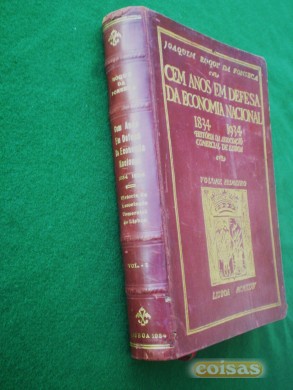 JOAQUIM ROQUE DA FONSECA
CEM ANOS EM DEFESA
DA ECONOMIA NACIONAL
1834 1934
HISTÓRIA DA ASSOCIAÇÃO
COMERCIAL DE LISBOA
VOLUME PRIMEIRO
LISBOA
Cem Anos
Em Defesa
Da Economia
Nacional
VOL. - I
coisas